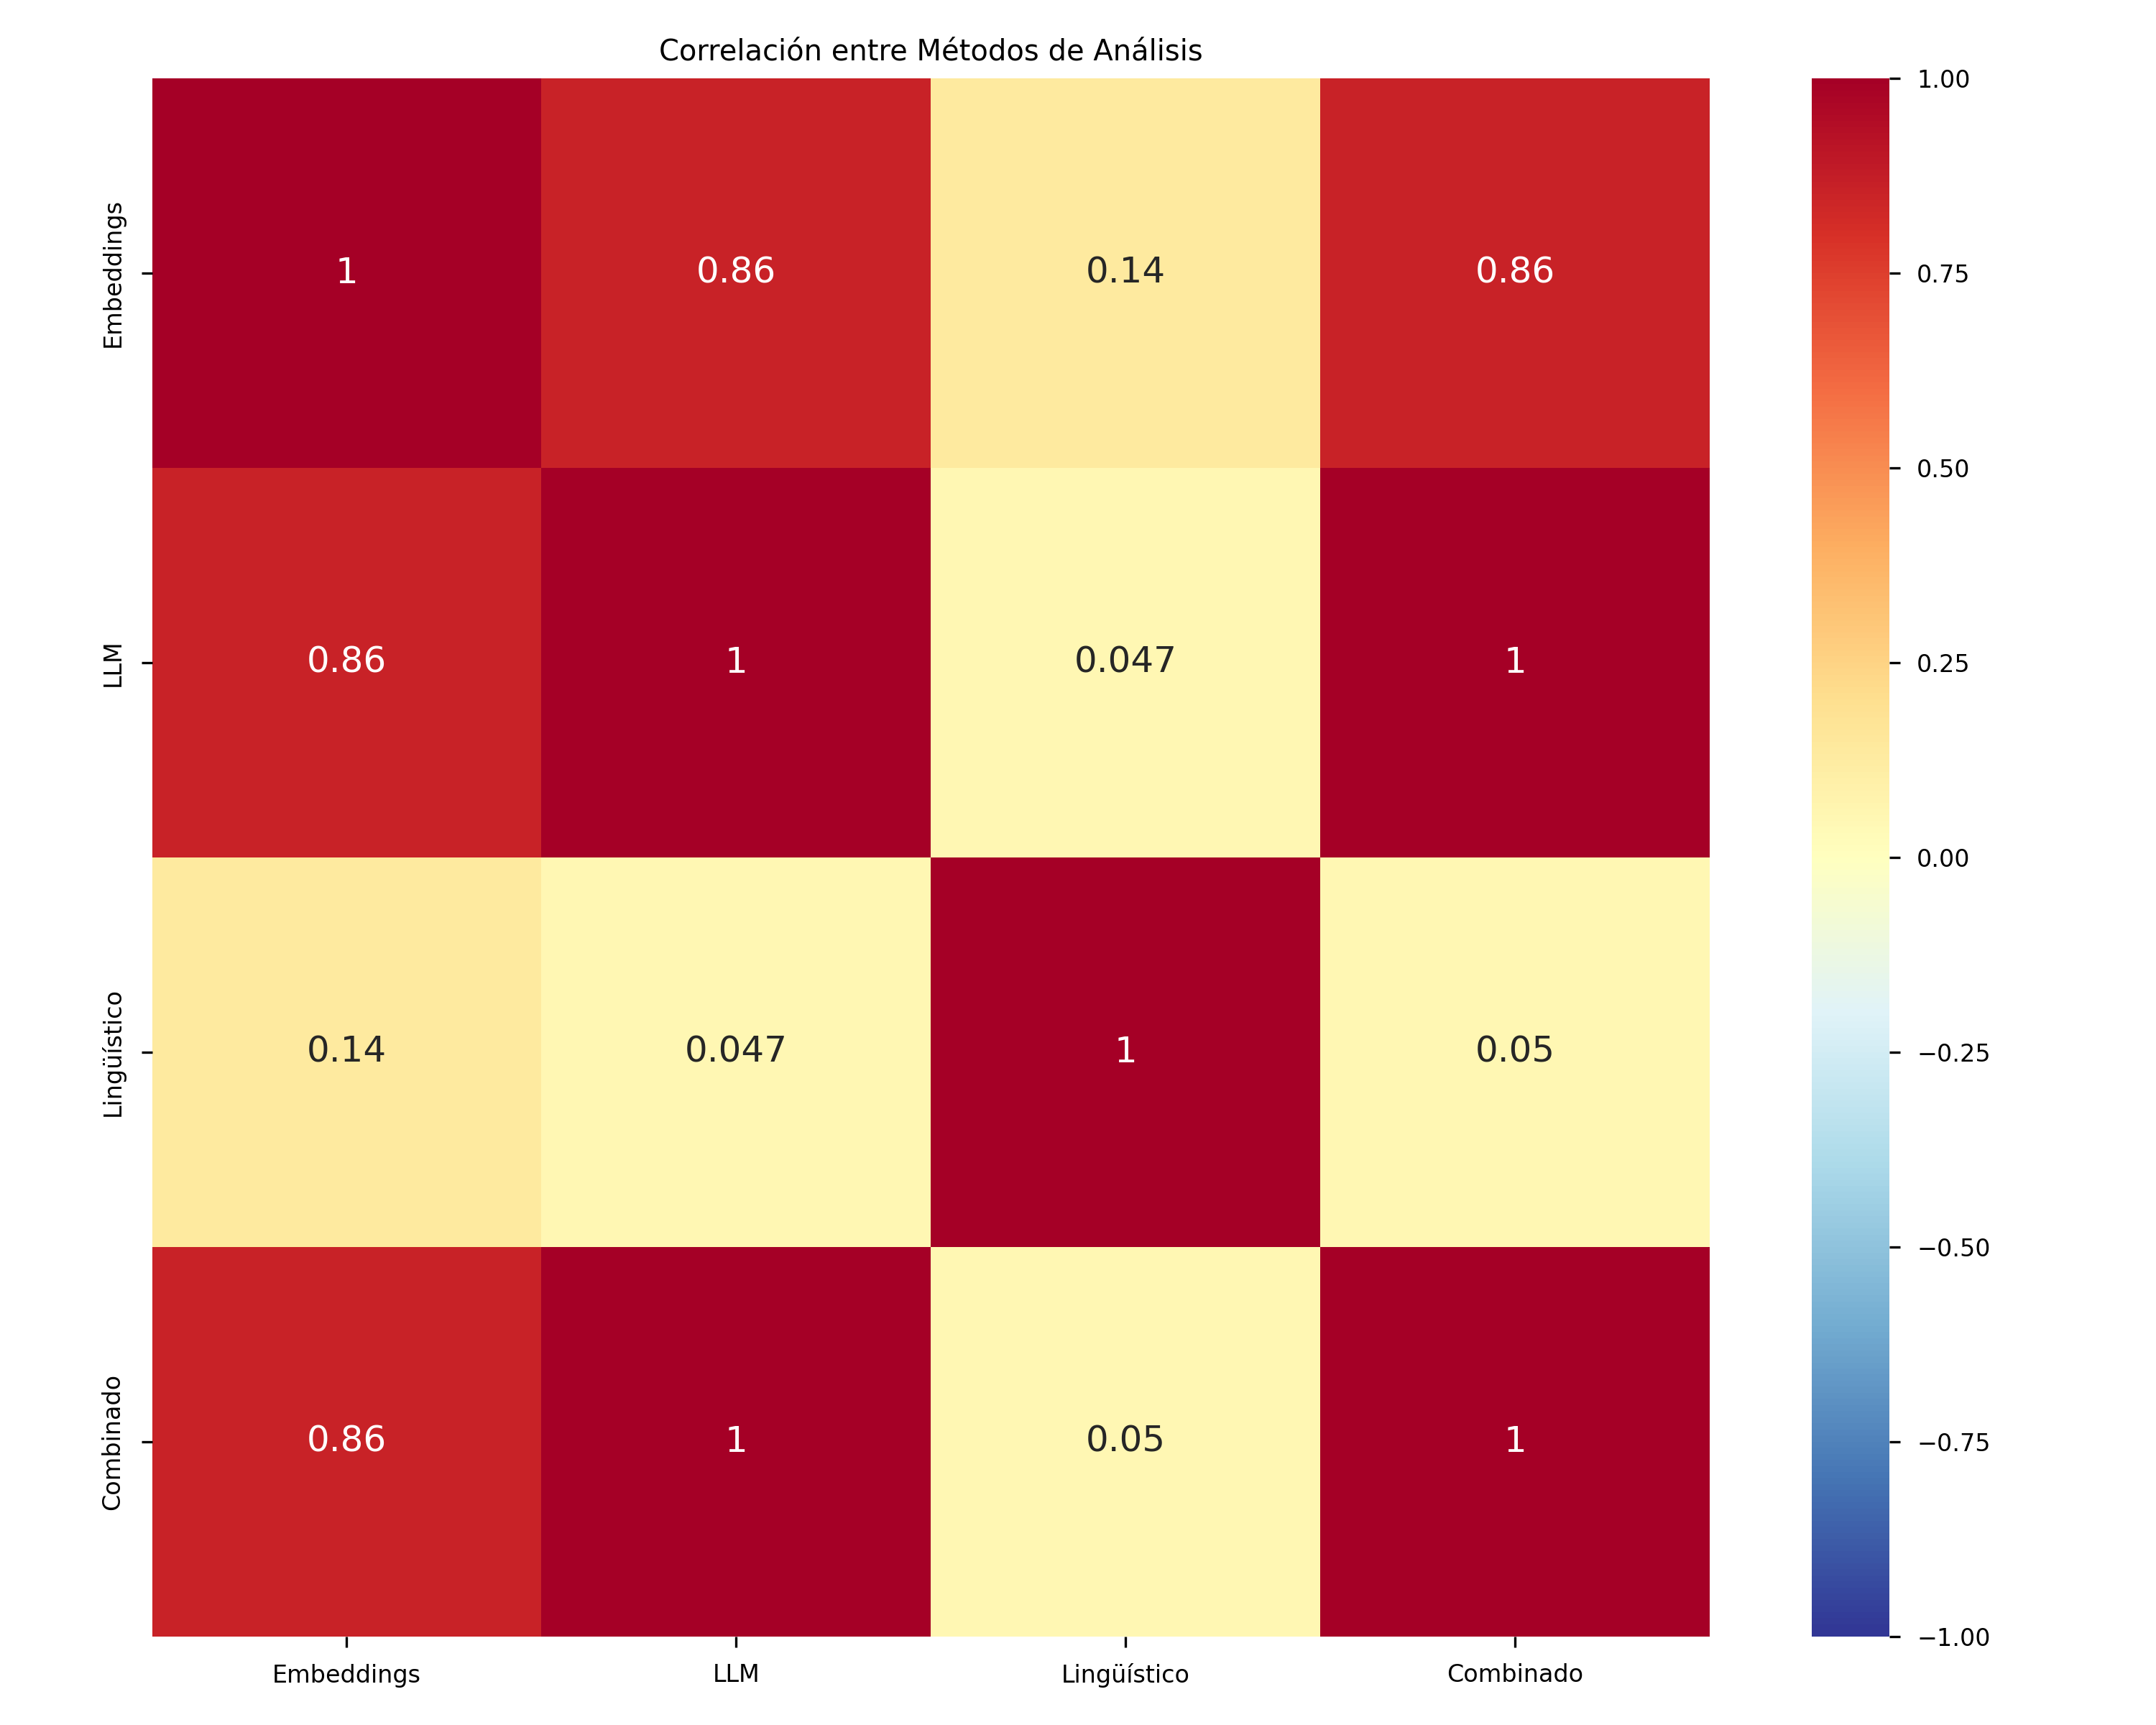 Correlación entre Métodos de Análisis
Embeddings
1
0.86
0.14
0.86
LLM
0.86
1
0.047
1
Lingüístico
0.14
0.047
1
0.05
Combinado
0.86
1
0.05
1
Embeddings
LLM
Lingüístico
Combinado
1.00
0.75
0.50
0.25
0.00
−0.25
−0.50
−0.75
−1.00